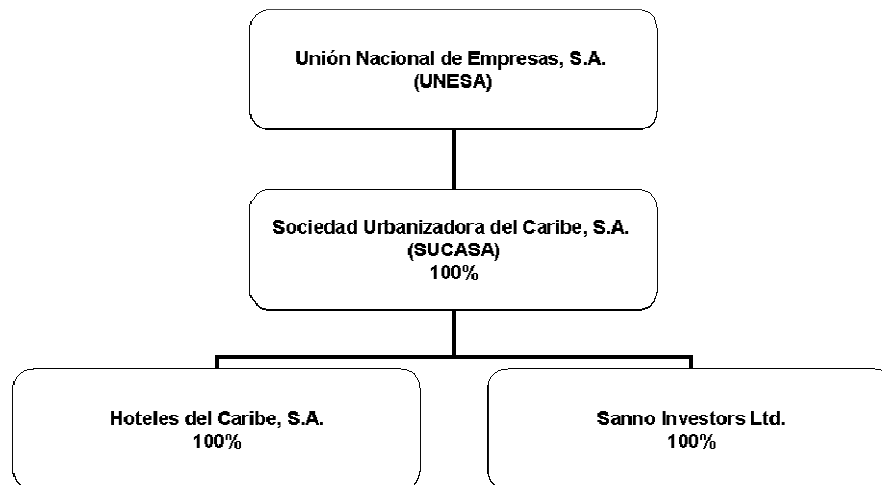 Unión Nacional de Empresas, S.A.
(UNESA)
Sociedad Urbanizadora del Caribe, S.A.
(SUCASA)
100%
Hoteles del Caribe, S.A.
100%
Sanno Investors Ltd.
100%